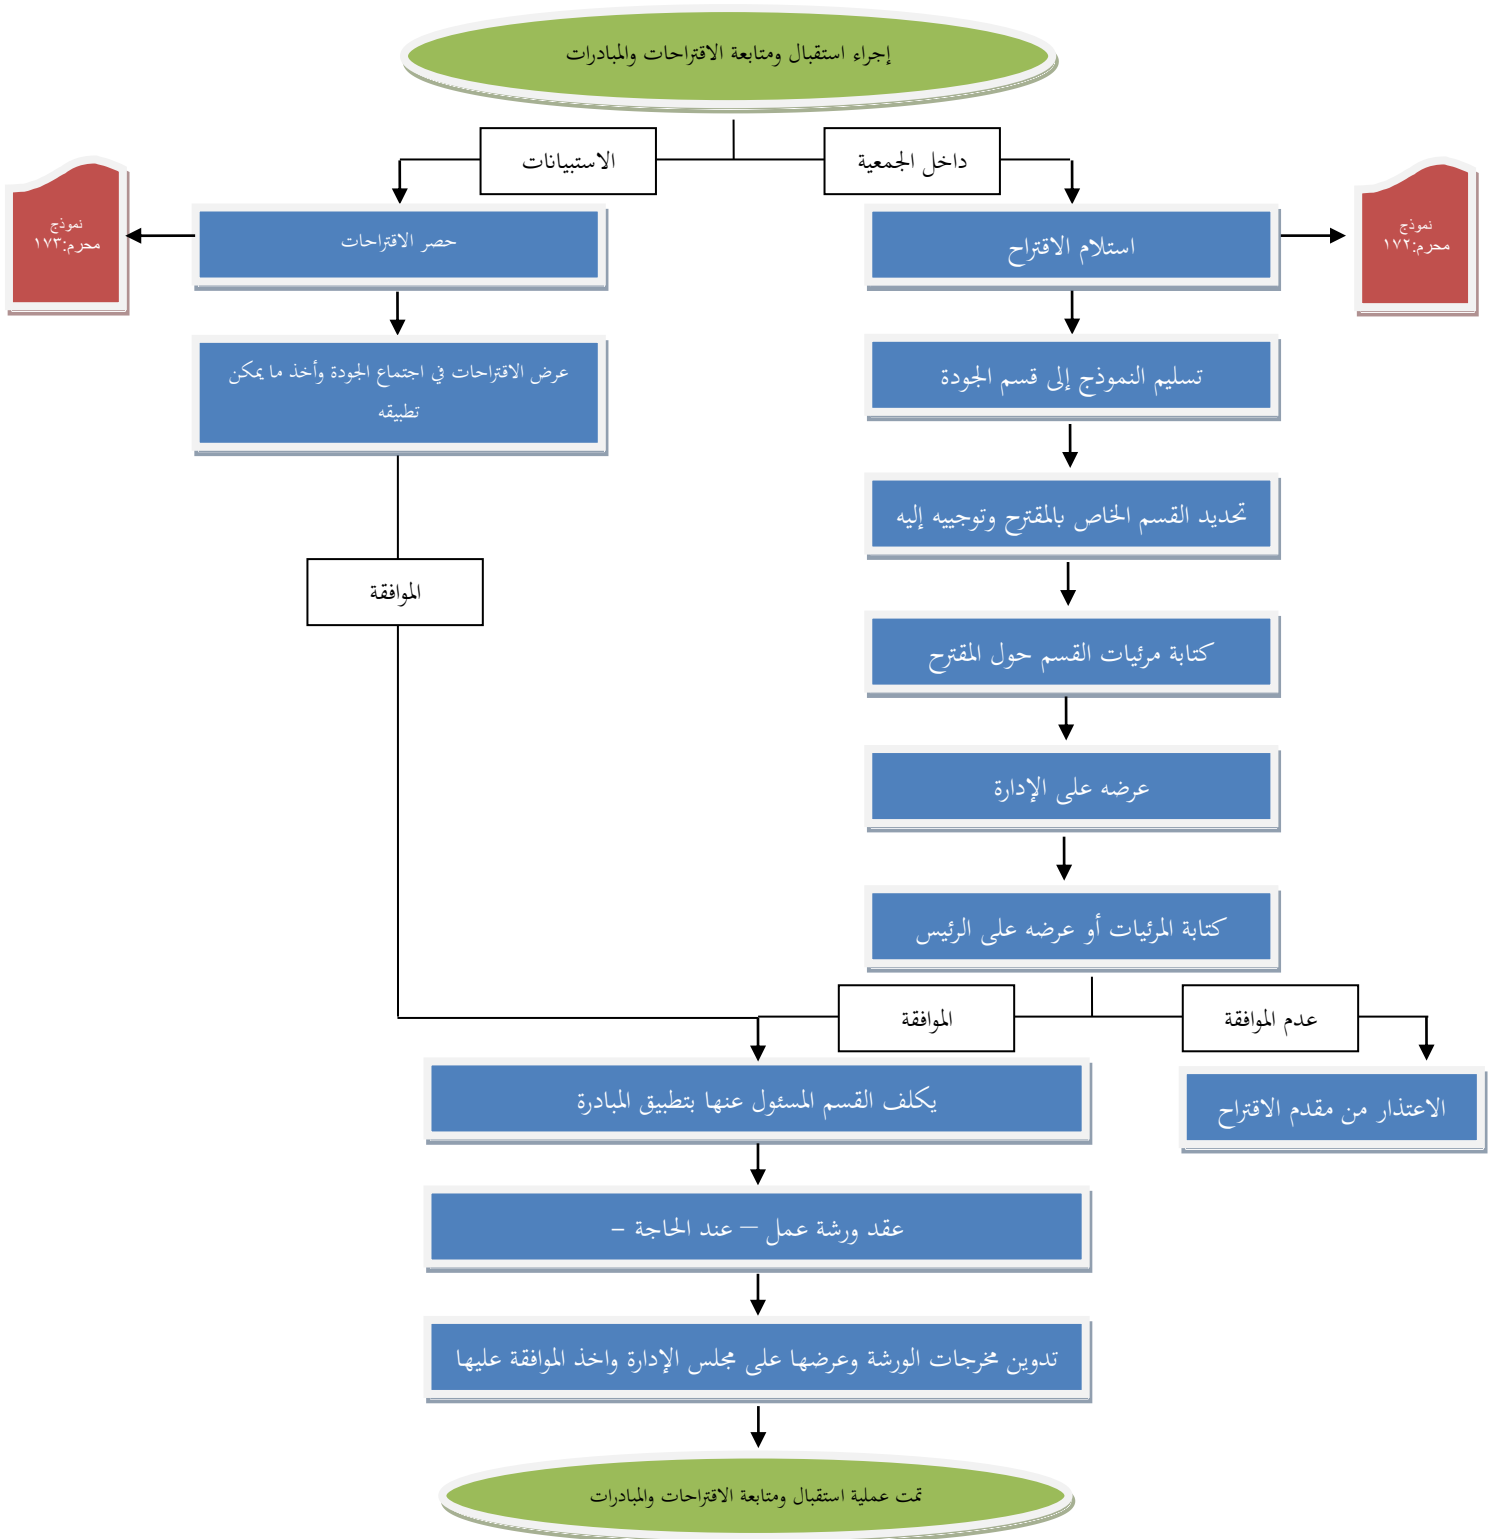 إجراء استقبال ومتابعة الاقتراحات والمبادرات
داخل الجمعية
الاستبيانات
نموذج
محرم:١٧٢
استلام الاقتراح
حصر الاقتراحات
نموذج
محرم:١٧٣
تسليم النموذج إلى قسم الجودة
عرض الاقتراحات في اجتماع الجودة وأخذ ما يمكن
تطبيقه
تحديد القسم الخاص بالمقترح وتوجييه إليه
الموافقة
كتابة مرئيات القسم حول المقترح
عرضه على الإدارة
كتابة المرئيات أو عرضه على الرئيس
عدم الموافقة
الموافقة
الاعتذار من مقدم الاقتراح
يكلف القسم المسئول عنها بتطبيق المبادرة
عقد ورشة عمل – عند الحاجة –
تدوين مخرجات الورشة وعرضها على مجلس الإدارة واخذ الموافقة عليها
تمت عملية استقبال ومتابعة الاقتراحات والمبادرات